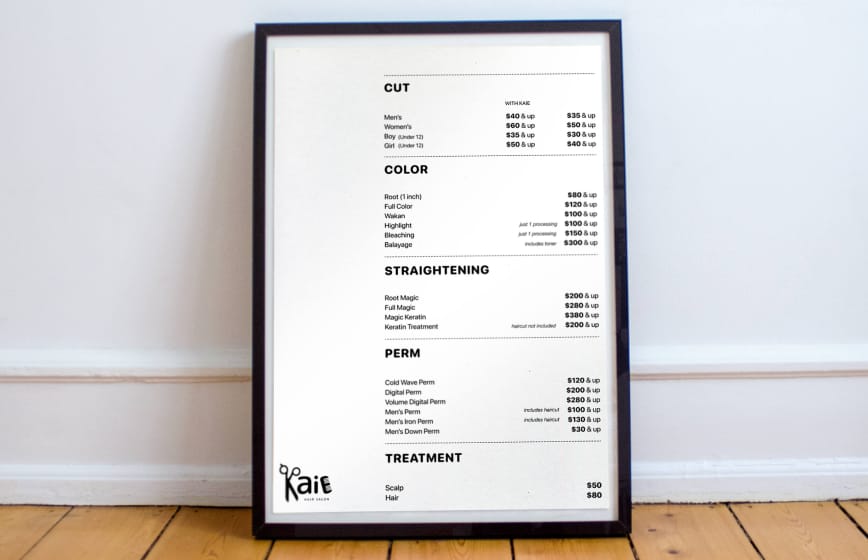 CUT
WITH KAIE
Men's $40 & up $35 & up
Women's $60 & up $50 & up
Boy (Under 12) $35 & up $30 & up
Girl (Under 12) $50 & up $40 & up
COLOR
Root (1 inch) $80 & up
Full Color $120 & up
Wakan $100 & up
Highlight just 1 processing $100 & up
Bleaching just 1 processing $150 & up
Balayage includes toner $300 & up
STRAIGHTENING
Root Magic $200 & up
Full Magic $280 & up
Magic Keratin $380 & up
Keratin Treatment haircut not included $200 & up
PERM
Cold Wave Perm $120 & up
Digital Perm $200 & up
Volume Digital Perm $280 & up
Men's Perm includes haircut $100 & up
Men's Iron Perm includes haircut $130 & up
Men's Down Perm $30 & up
TREATMENT
Scalp $50
Hair $80
KaiE
HAIR SALON